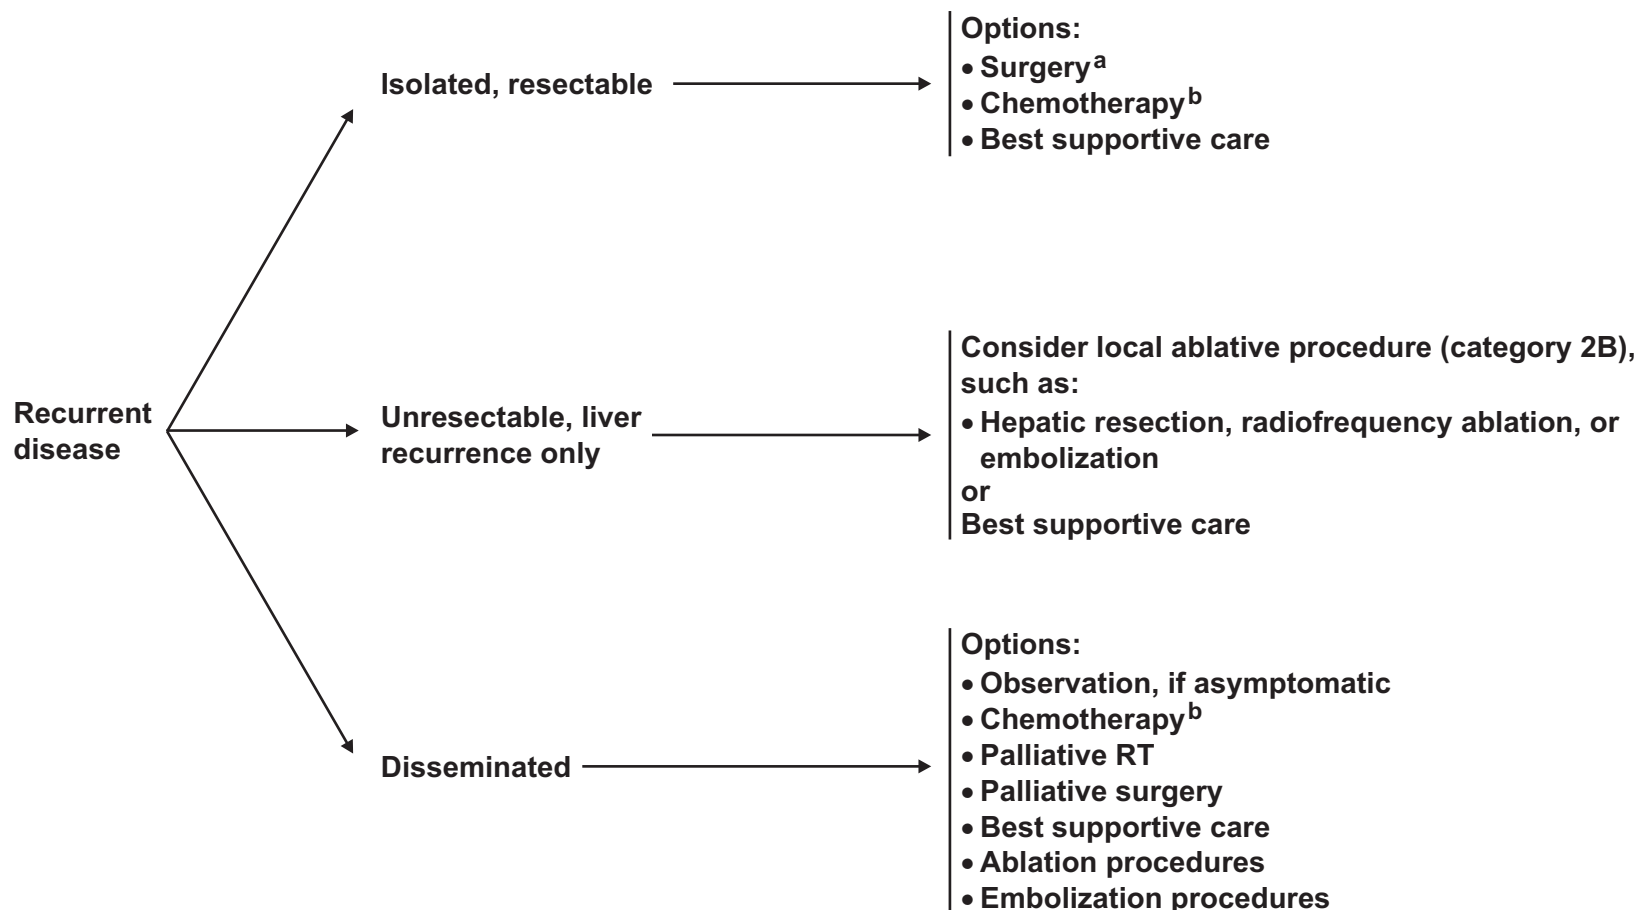 Recurrent
disease
Isolated, resectable
Options:
• Surgery a
• Chemotherapy b
• Best supportive care
Unresectable, liver
recurrence only
Consider local ablative procedure (category 2B),
such as:
• Hepatic resection, radiofrequency ablation, or
embolization
or
Best supportive care
Disseminated
Options:
• Observation, if asymptomatic
• Chemotherapy b
• Palliative RT
• Palliative surgery
• Best supportive care
• Ablation procedures
• Embolization procedures